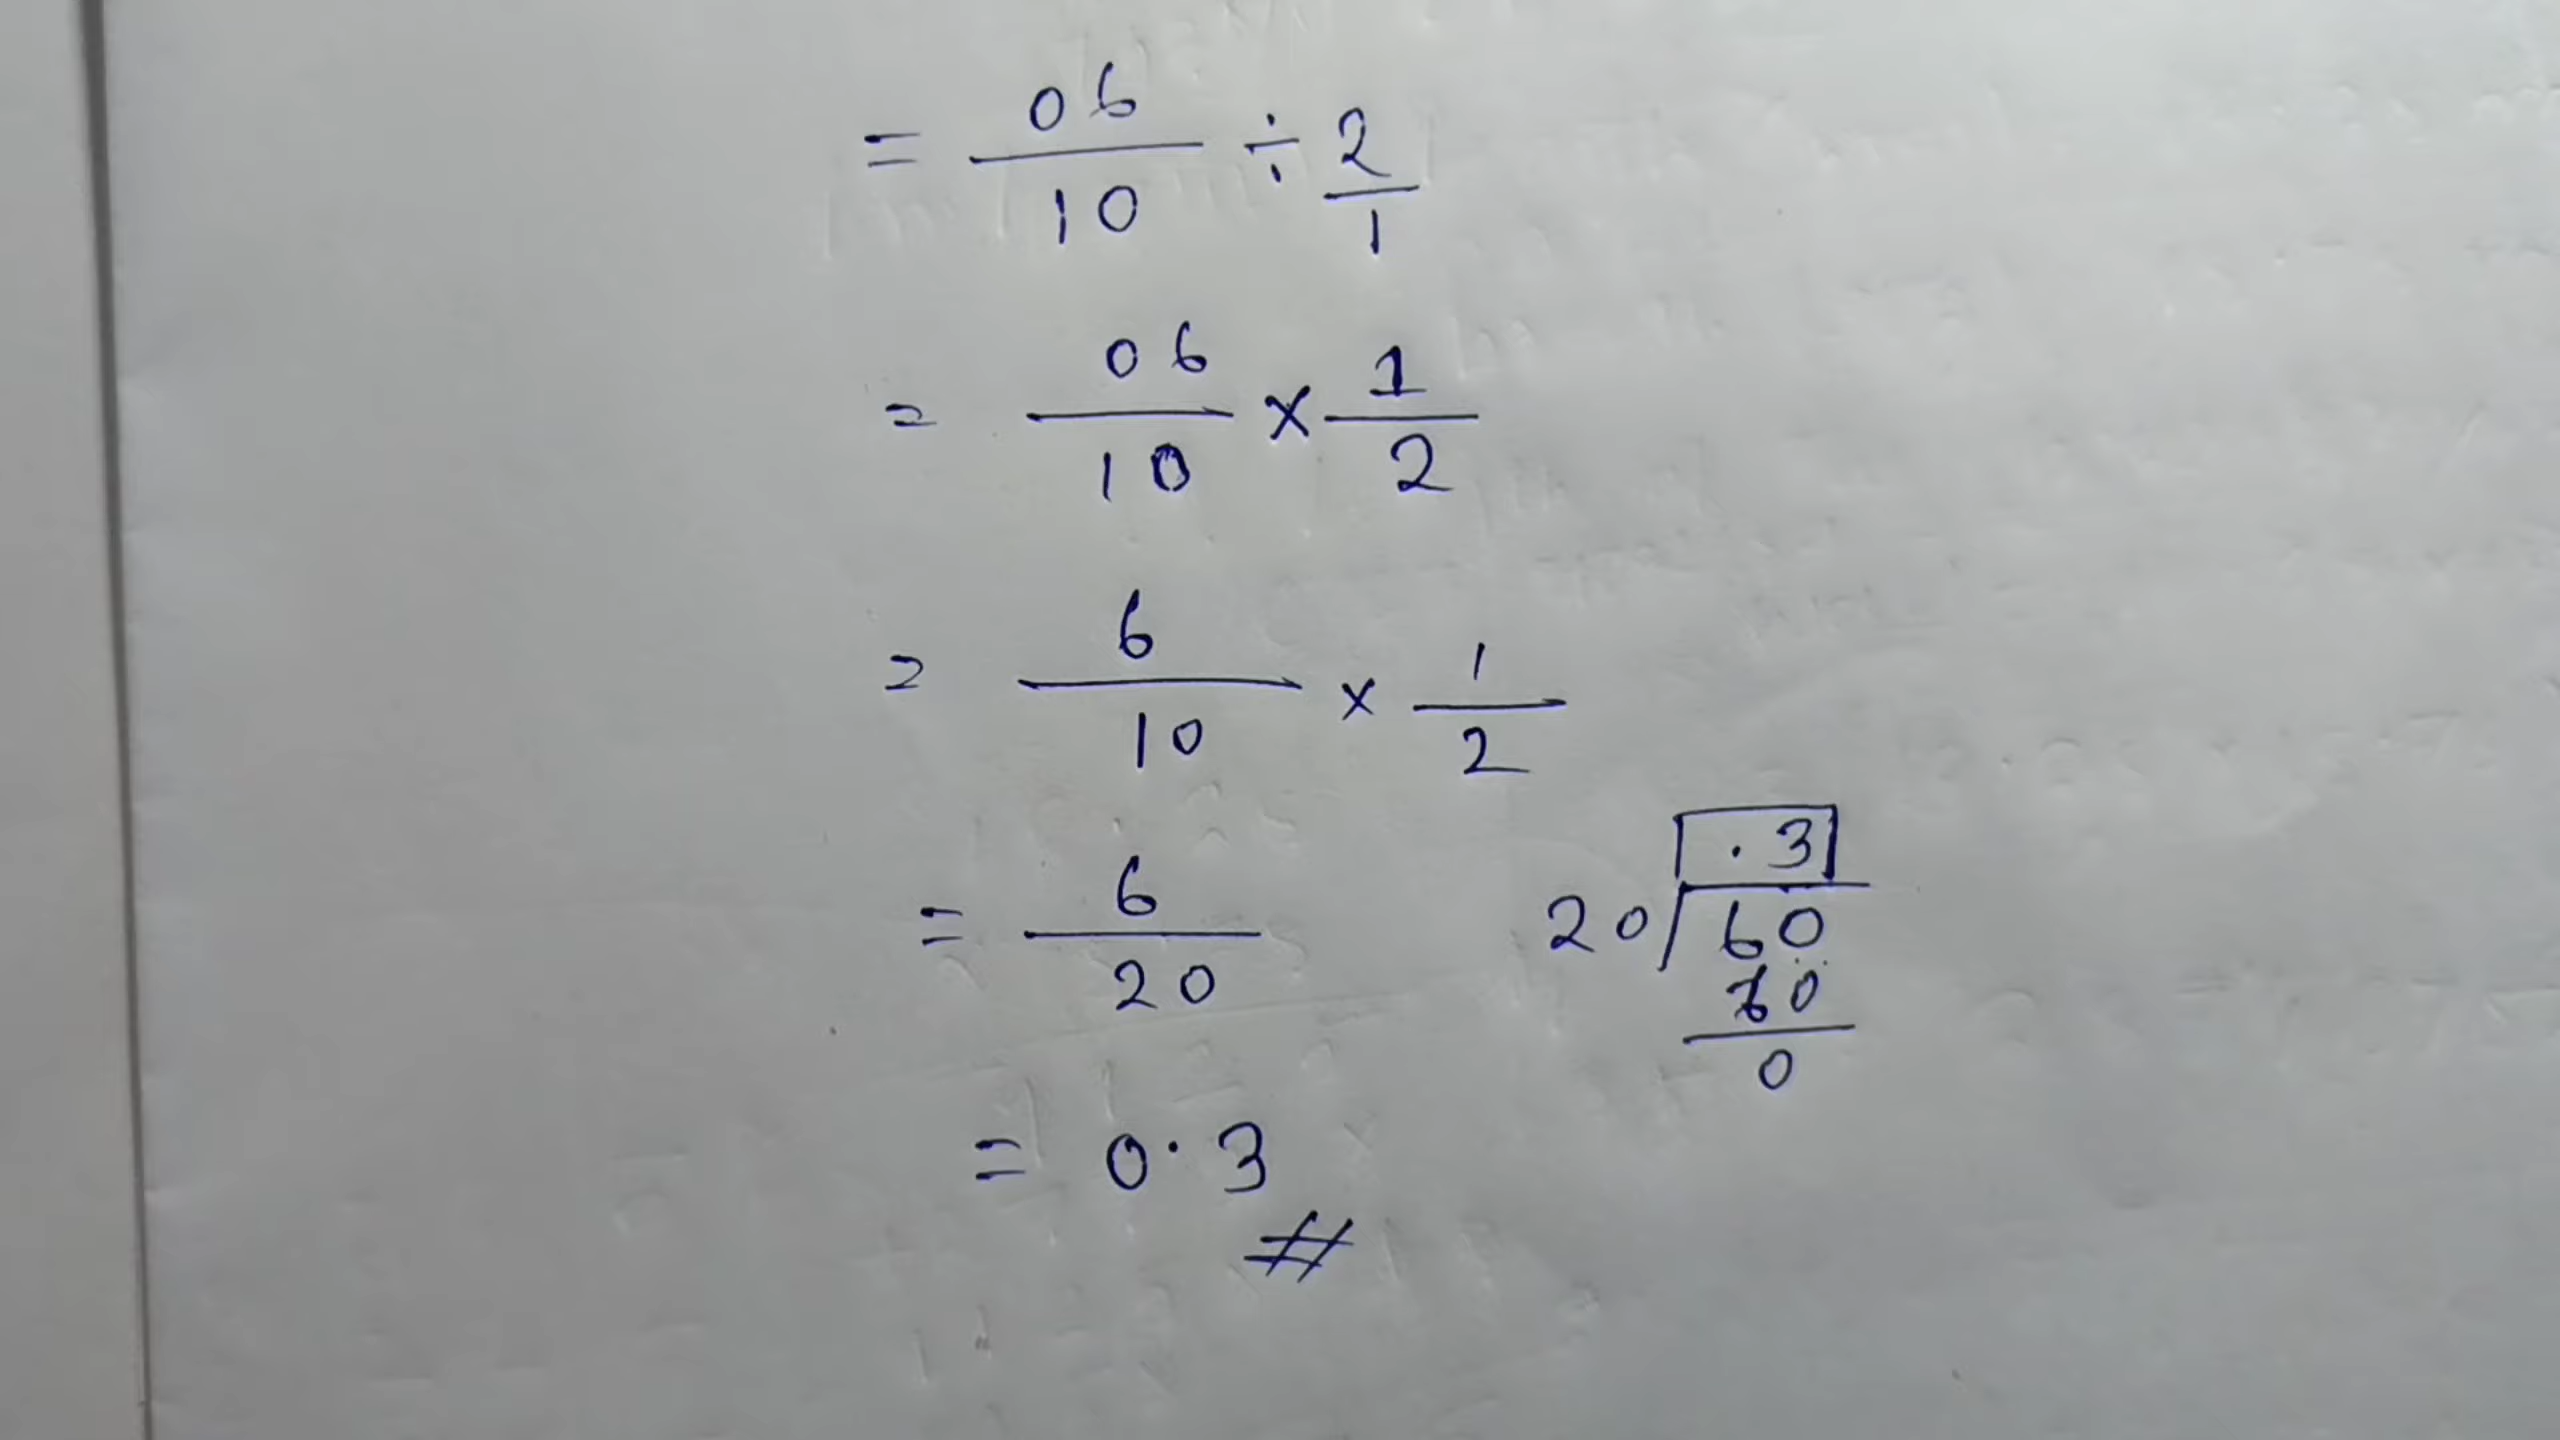 = 06/10 ÷ 2/1
= 06/10 × 1/2
= 6/10 × 1/2
= 6/20
.3
20/60
60
0
= 0.3